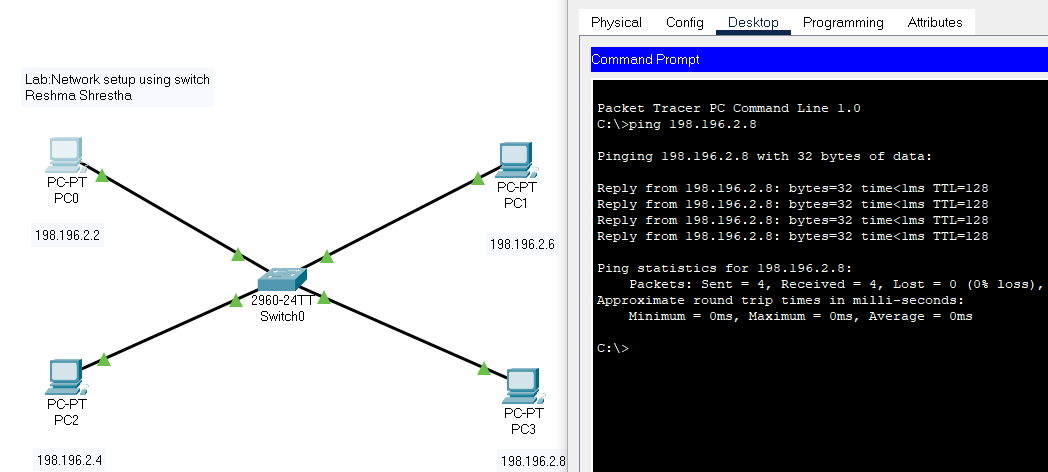 Lab:Network setup using switch
Reshma Shrestha
PC-PT
PC0
198.196.2.2
PC-PT
PC1
198.196.2.6
2960-24TT
Switch0
PC-PT
PC2
198.196.2.4
PC-PT
PC3
198.196.2.8
Physical Config Desktop Programming Attributes
Command Prompt
Packet Tracer PC Command Line 1.0
C:\>ping 198.196.2.8
Pinging 198.196.2.8 with 32 bytes of data:
Reply from 198.196.2.8: bytes=32 time<1ms TTL=128
Reply from 198.196.2.8: bytes=32 time<1ms TTL=128
Reply from 198.196.2.8: bytes=32 time<1ms TTL=128
Reply from 198.196.2.8: bytes=32 time<1ms TTL=128
Ping statistics for 198.196.2.8:
Packets: Sent = 4, Received = 4, Lost = 0 (0% loss),
Approximate round trip times in milli-seconds:
Minimum = 0ms, Maximum = 0ms, Average = 0ms
C:\>